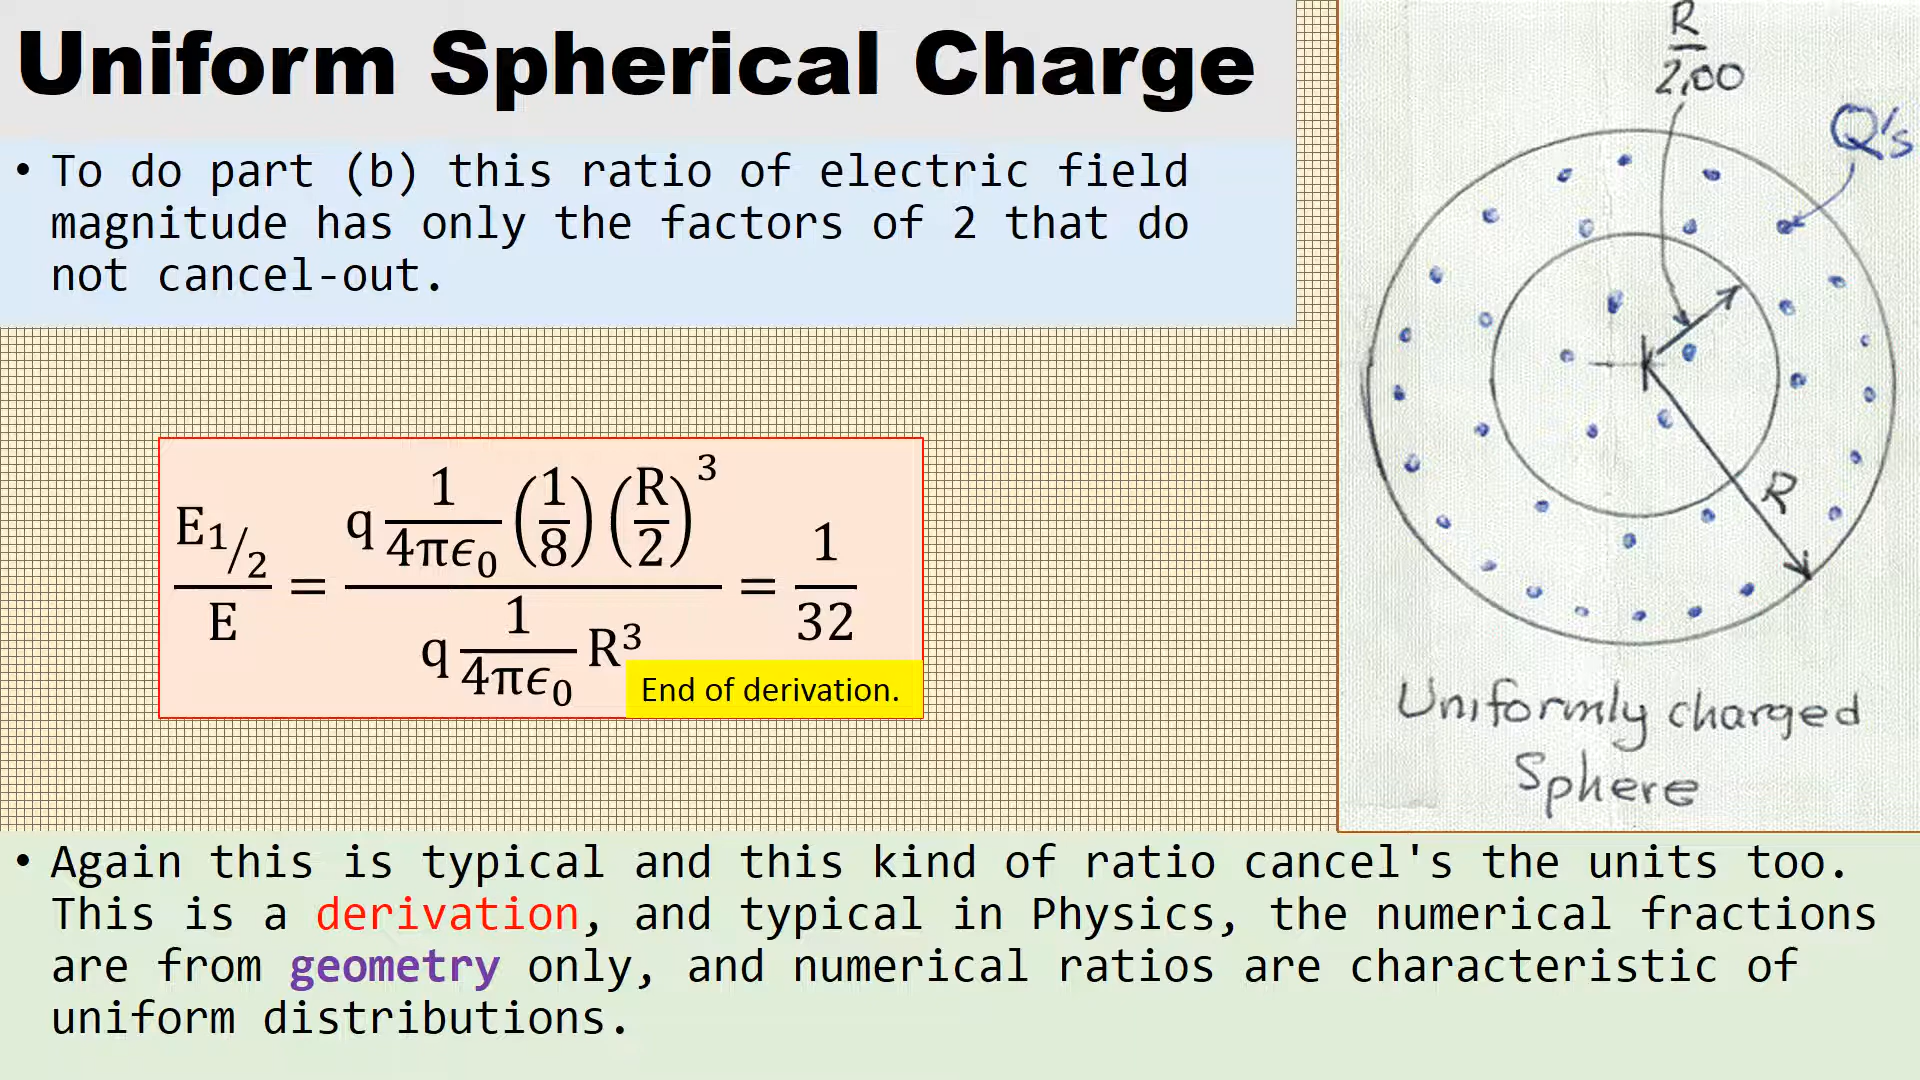 Uniform Spherical Charge
• To do part (b) this ratio of electric field
magnitude has only the factors of 2 that do
not cancel-out.
E₁/₂ / E = q 1/4πϵ₀ (1/8) (R/2)³ / q 1/4πϵ₀ R³ = 1/32
End of derivation.
R/2,00
Q's
R
Uniformly charged
Sphere
• Again this is typical and this kind of ratio cancel's the units too.
This is a derivation, and typical in Physics, the numerical fractions
are from geometry only, and numerical ratios are characteristic of
uniform distributions.